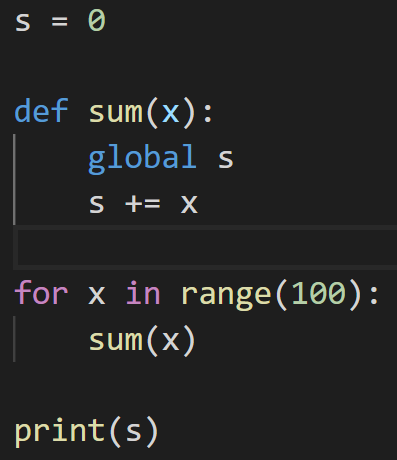 s = 0
def sum(x):
    global s
    s += x
for x in range(100):
    sum(x)
print(s)